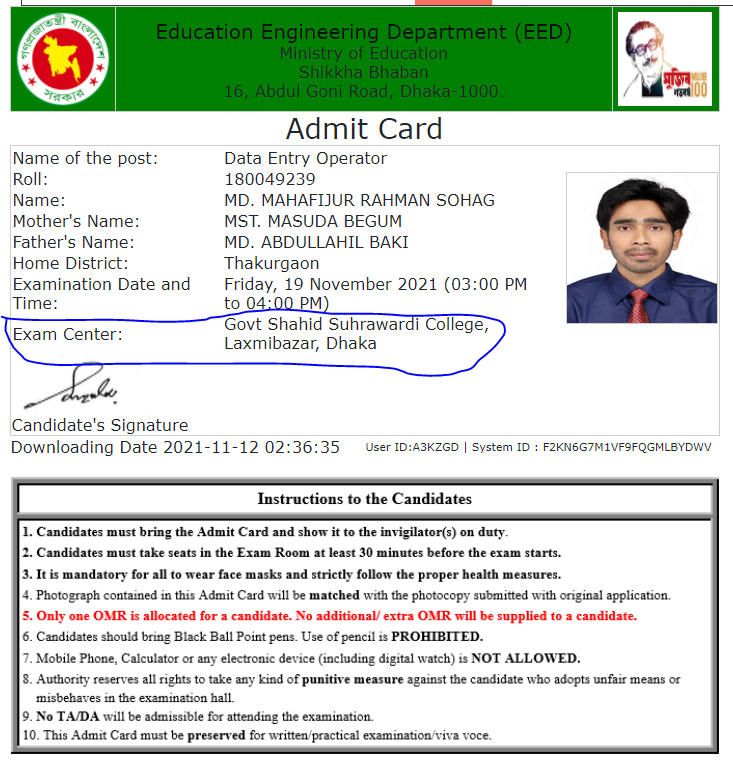 গণপ্রজাতন্ত্রী বাংলাদেশ
সরকার
Education Engineering Department (EED)
Ministry of Education
Shikkha Bhaban
16, Abdul Goni Road, Dhaka-1000.
মুজিব MUJIB
শতবর্ষ 100
Admit Card
Name of the post: Data Entry Operator
Roll: 180049239
Name: MD. MAHAFIJUR RAHMAN SOHAG
Mother's Name: MST. MASUDA BEGUM
Father's Name: MD. ABDULLAHIL BAKI
Home District: Thakurgaon
Examination Date and Friday, 19 November 2021 (03:00 PM
Time: to 04:00 PM)
Exam Center: Govt Shahid Suhrawardi College,
Laxmibazar, Dhaka
Candidate's Signature
Downloading Date 2021-11-12 02:36:35 User ID:A3KZGD | System ID : F2KN6G7M1VF9FQGMLBYDWV
Instructions to the Candidates
1. Candidates must bring the Admit Card and show it to the invigilator(s) on duty.
2. Candidates must take seats in the Exam Room at least 30 minutes before the exam starts.
3. It is mandatory for all to wear face masks and strictly follow the proper health measures.
4. Photograph contained in this Admit Card will be matched with the photocopy submitted with original application.
5. Only one OMR is allocated for a candidate. No additional/ extra OMR will be supplied to a candidate.
6. Candidates should bring Black Ball Point pens. Use of pencil is PROHIBITED.
7. Mobile Phone, Calculator or any electronic device (including digital watch) is NOT ALLOWED.
8. Authority reserves all rights to take any kind of punitive measure against the candidate who adopts unfair means or
misbehaves in the examination hall.
9. No TA/DA will be admissible for attending the examination.
10. This Admit Card must be preserved for written/practical examination/viva voce.